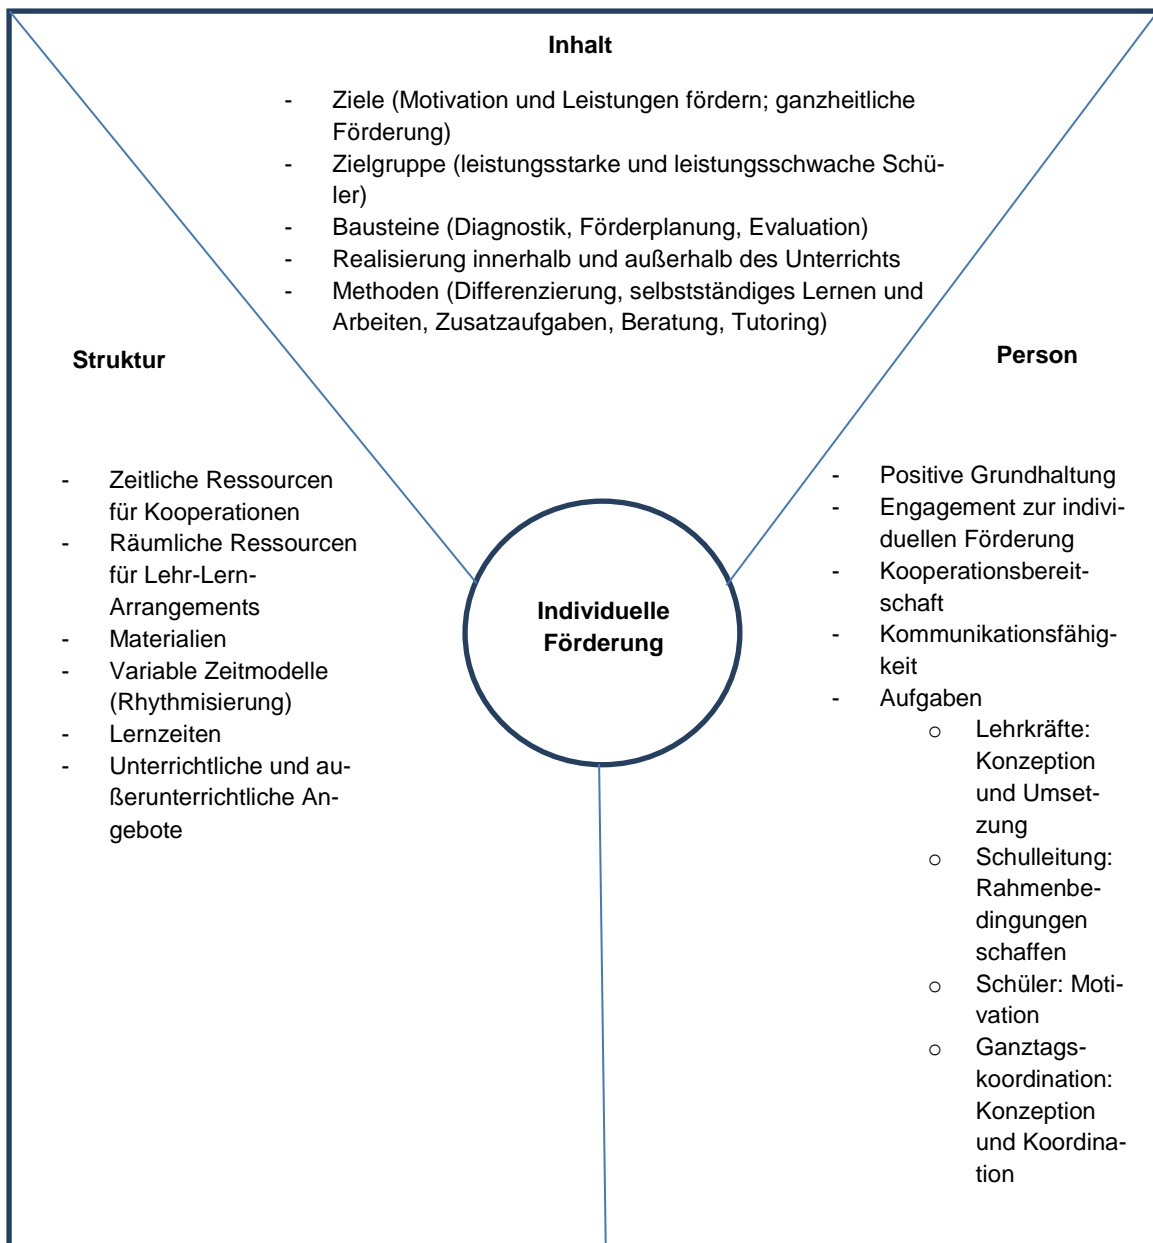 Inhalt
- Ziele (Motivation und Leistungen fördern; ganzheitliche
Förderung)
- Zielgruppe (leistungsstarke und leistungsschwache Schü-
ler)
- Bausteine (Diagnostik, Förderplanung, Evaluation)
- Realisierung innerhalb und außerhalb des Unterrichts
- Methoden (Differenzierung, selbstständiges Lernen und
Arbeiten, Zusatzaufgaben, Beratung, Tutoring)
Struktur
- Zeitliche Ressourcen
für Kooperationen
- Räumliche Ressourcen
für Lehr-Lern-
Arrangements
- Materialien
- Variable Zeitmodelle
(Rhythmisierung)
- Lernzeiten
- Unterrichtliche und au-
ßerunterrichtliche An-
gebote
Individuelle
Förderung
Person
- Positive Grundhaltung
- Engagement zur indivi-
duellen Förderung
- Kooperationsbereit-
schaft
- Kommunikationsfähig-
keit
- Aufgaben
o Lehrkräfte:
Konzeption
und Umset-
zung
o Schulleitung:
Rahmenbe-
dingungen
schaffen
o Schüler: Moti-
vation
o Ganztags-
koordination:
Konzeption
und Koordina-
tion